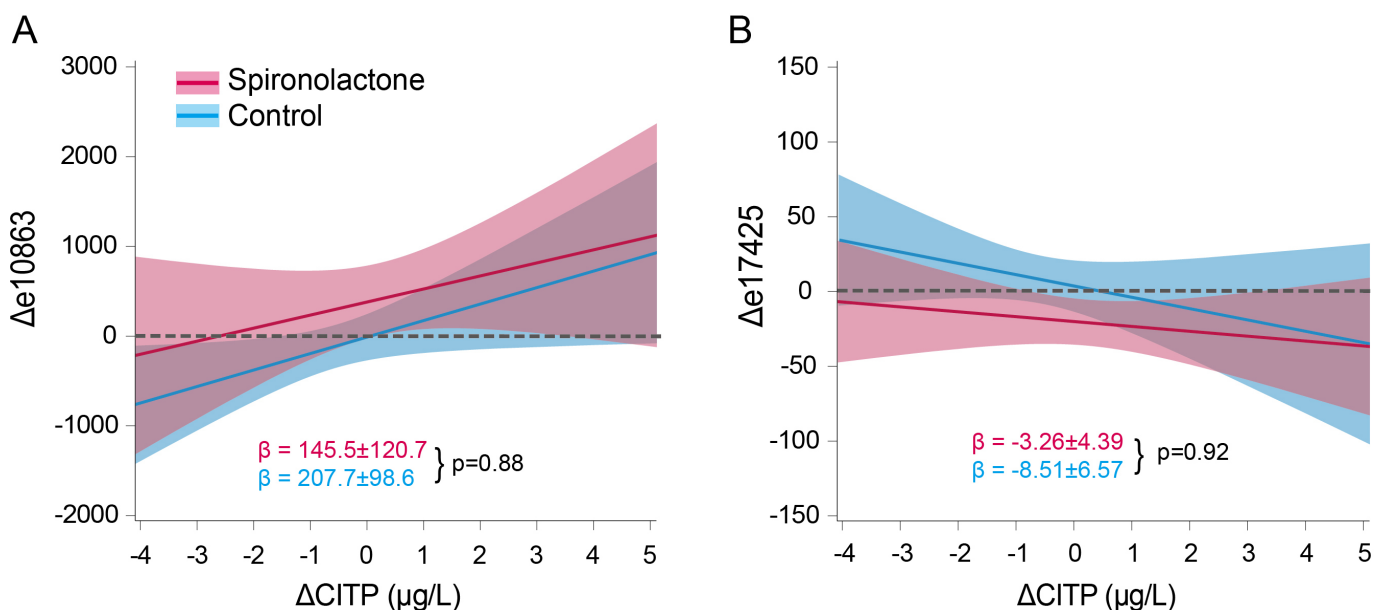 A
3000
2000
1000
0
-1000
-2000
Δe10863
Spironolactone
Control
β = 145.5±120.7
β = 207.7±98.6
} p=0.88
-4 -3 -2 -1 0 1 2 3 4 5
ΔCITP (µg/L)
B
150
100
50
0
-50
-100
-150
Δe17425
β = -3.26±4.39
β = -8.51±6.57
} p=0.92
-4 -3 -2 -1 0 1 2 3 4 5
ΔCITP (µg/L)